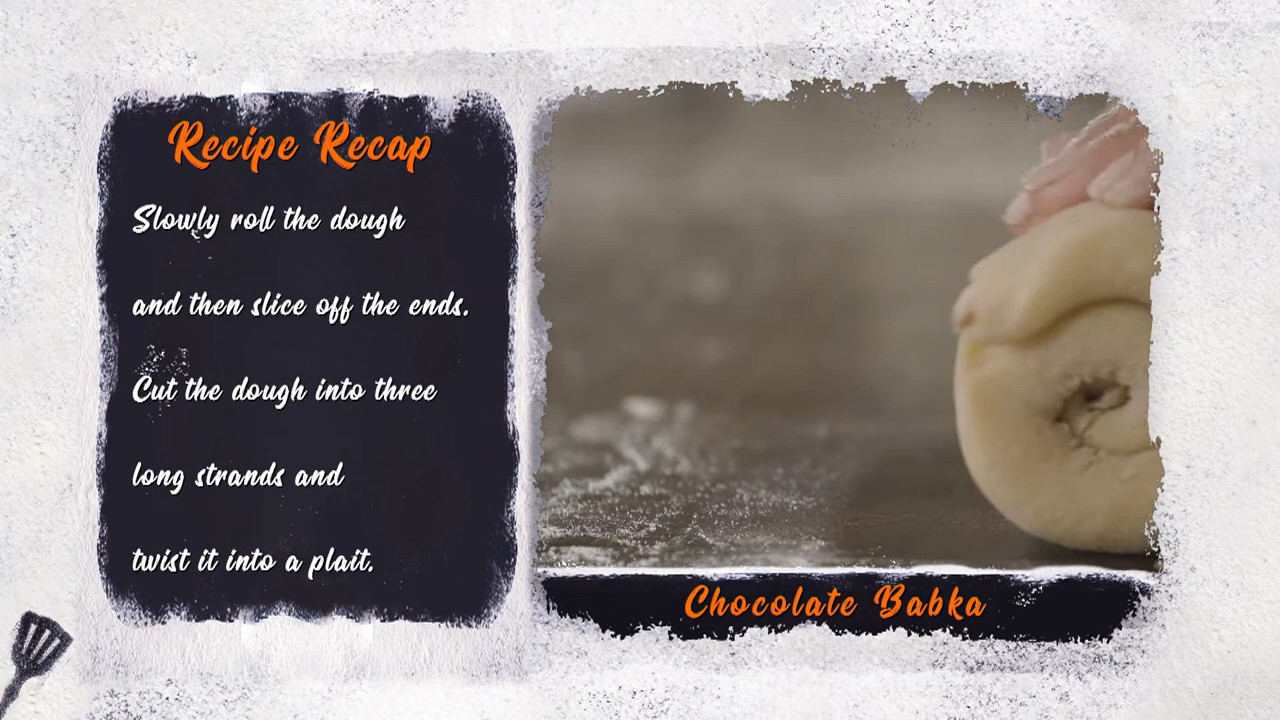 Recipe Recap
Slowly roll the dough
and then slice off the ends.
Cut the dough into three
long strands and
twist it into a plait.
Chocolate Babka